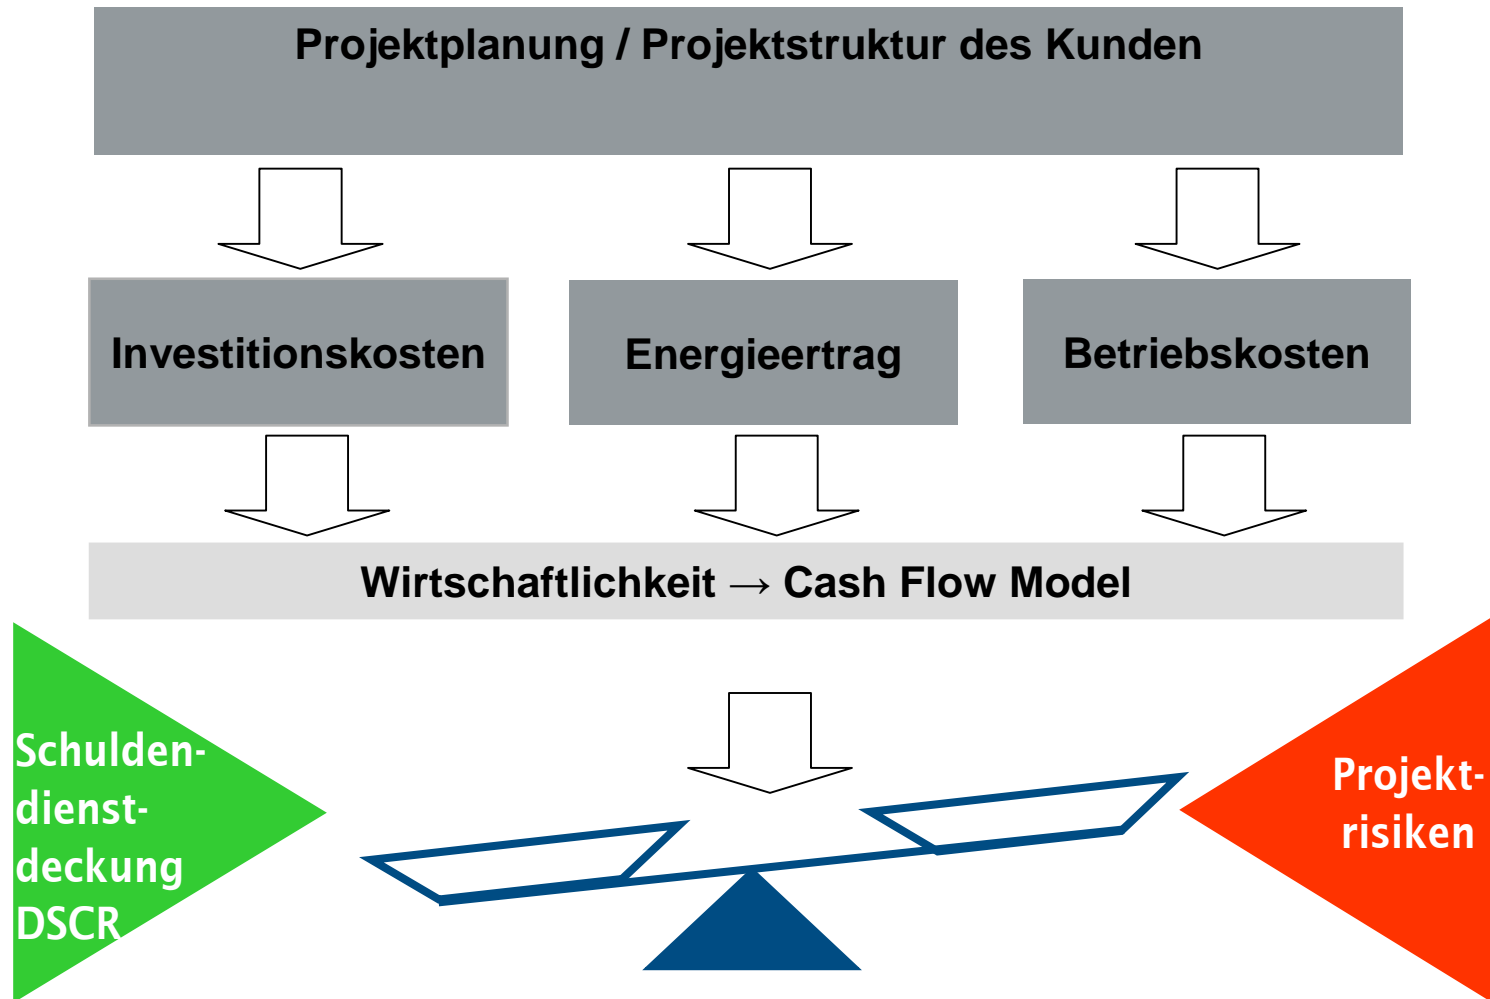 Projektplanung / Projektstruktur des Kunden
Investitionskosten
Energieertrag
Betriebskosten
Wirtschaftlichkeit → Cash Flow Model
Schulden-
dienst-
deckung
DSCR
Projekt-
risiken